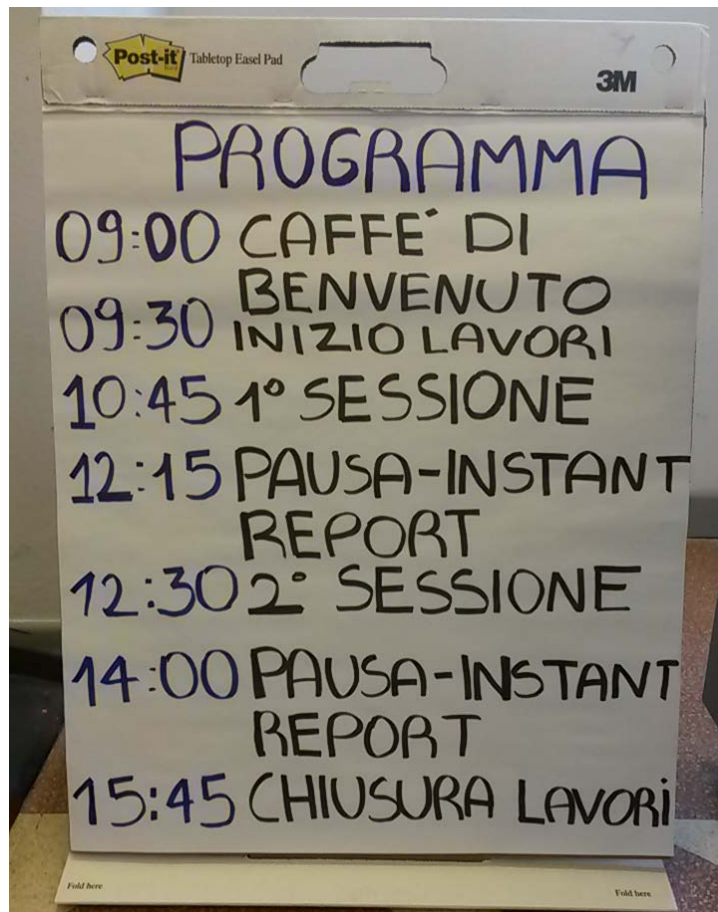 Post-it Tabletop Easel Pad
3M
PROGRAMMA
09:00 CAFFE´ DI
BENVENUTO
09:30 INIZIO LAVORI
10:45 1° SESSIONE
12:15 PAUSA-INSTANT
REPORT
12:30 2° SESSIONE
14:00 PAUSA-INSTANT
REPORT
15:45 CHIUSURA LAVORi
Fold here
Fold here